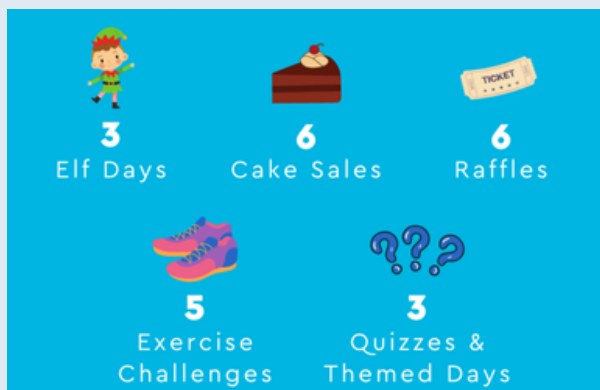 TICKET
3
Elf Days
6
Cake Sales
6
Raffles
5
Exercise
Challenges
3
Quizzes &
Themed Days